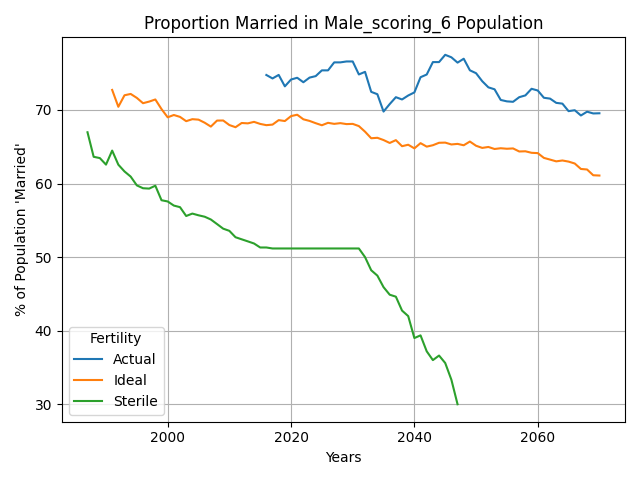 Proportion Married in Male_scoring_6 Population
% of Population 'Married'
70
60
50
40
30
Fertility
Actual
Ideal
Sterile
2000 2020 2040 2060
Years